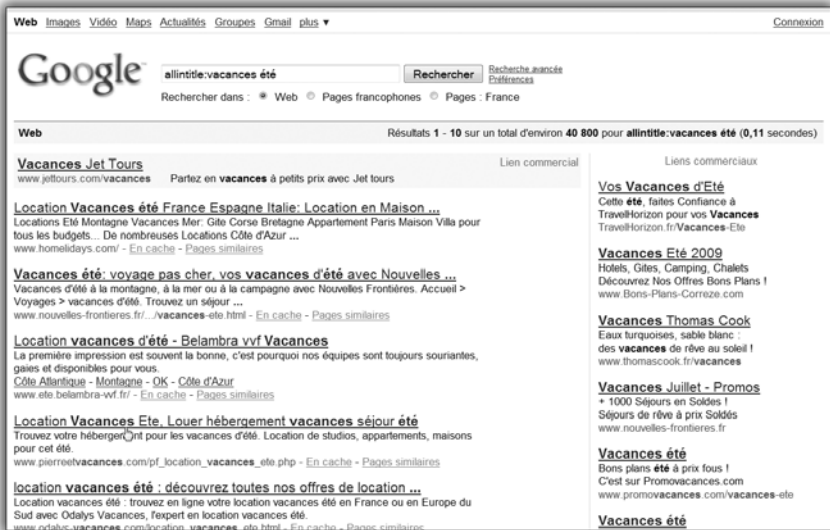 Web Images Vidéo Maps Actualités Groupes Gmail plus ▼ Connexion
Google
allintitle:vacances été Rechercher Recherche avancée
Préférences
Rechercher dans : Web Pages francophones Pages : France
Web Résultats 1 - 10 sur un total d'environ 40 800 pour allintitle:vacances été (0,11 secondes)
Vacances Jet Tours Lien commercial
www.jettours.com/vacances Partez en vacances à petits prix avec Jet tours
Location Vacances été France Espagne Italie: Location en Maison ...
Locations Eté Montagne Vacances Mer: Gite Corse Bretagne Appartement Paris Maison Villa pour
tous les budgets... De nombreuses Locations Côte d'Azur ...
www.homelidays.com/ - En cache - Pages similaires
Vacances été: voyage pas cher, vos vacances d'été avec Nouvelles ...
Vacances d'été à la montagne, à la mer ou à la campagne avec Nouvelles Frontières. Accueil >
Voyages > vacances d'été. Trouvez un séjour ...
www.nouvelles-frontieres.fr/.../vacances-ete.html - En cache - Pages similaires
Location vacances d'été - Belambra vvf Vacances
La première impression est souvent la bonne, c'est pourquoi nos équipes sont toujours souriantes,
gaies et disponibles pour vous.
Côte Atlantique - Montagne - OK - Côte d'Azur
www.ete.belambra-vvf.fr/ - En cache - Pages similaires
Location Vacances Ete, Louer hébergement vacances séjour été
Trouvez votre hébergement pour les vacances d'été. Location de studios, appartements, maisons
pour cet été.
www.pierreetvacances.com/pf_location_vacances_ete.php - En cache - Pages similaires
location vacances été : découvrez toutes nos offres de location ...
Location vacances été : trouvez en ligne votre location vacances été en France ou en Europe du
Sud avec Odalys Vacances, l'expert en location vacances été.
www.odalys-vacances.com/location_vacances_ete.html - En cache - Pages similaires
Liens commerciaux
Vos Vacances d'Eté
Cette été, faites Confiance à
TravelHorizon pour vos Vacances
TravelHorizon.fr/Vacances-Ete
Vacances Eté 2009
Hotels, Gites, Camping, Chalets
Découvrez Nos Offres Bons Plans !
www.Bons-Plans-Correze.com
Vacances Thomas Cook
Eaux turquoises, sable blanc :
des vacances de rêve au soleil !
www.thomascook.fr/vacances
Vacances Juillet - Promos
+ 1000 Séjours en Soldes !
Séjours de rêve à prix Soldés
www.nouvelles-frontieres.fr
Vacances été
Bons plans été à prix fous !
C'est sur Promovacances.com
www.promovacances.com/vacances-ete
Vacances été